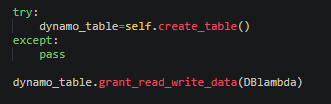 try:
    dynamo_table=self.create_table()
except:
    pass

dynamo_table.grant_read_write_data(DBlambda)